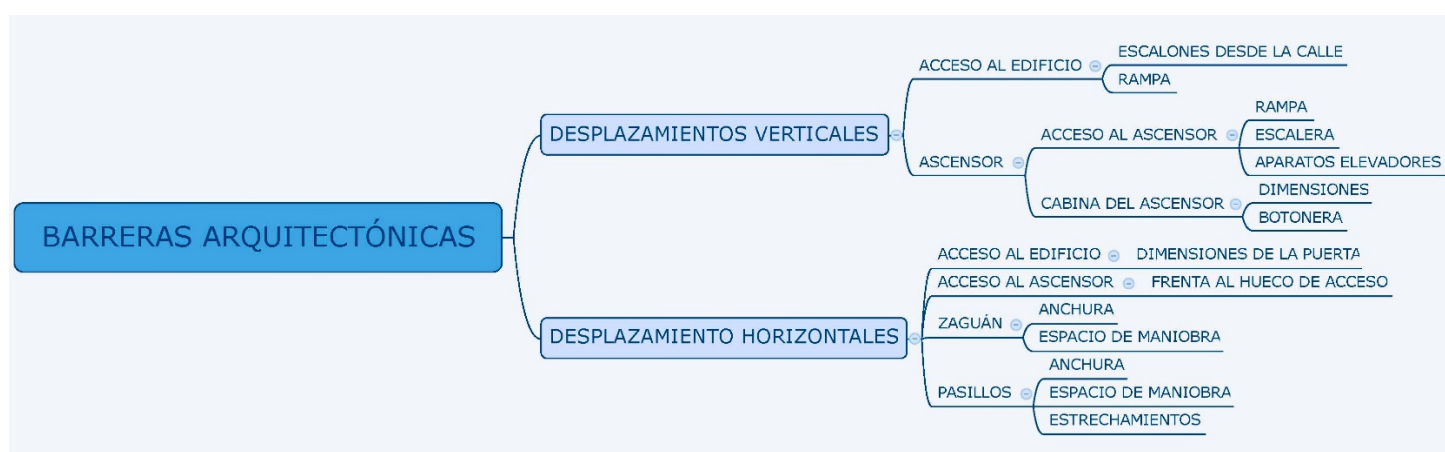 BARRERAS ARQUITECTÓNICAS
DESPLAZAMIENTOS VERTICALES
ACCESO AL EDIFICIO
ESCALONES DESDE LA CALLE
RAMPA
ASCENSOR
ACCESO AL ASCENSOR
RAMPA
ESCALERA
APARATOS ELEVADORES
CABINA DEL ASCENSOR
DIMENSIONES
BOTONERA
DESPLAZAMIENTO HORIZONTALES
ACCESO AL EDIFICIO
DIMENSIONES DE LA PUERTA
ACCESO AL ASCENSOR
FRENTA AL HUECO DE ACCESO
ZAGUÁN
ANCHURA
ESPACIO DE MANIOBRA
PASILLOS
ANCHURA
ESPACIO DE MANIOBRA
ESTRECHAMIENTOS